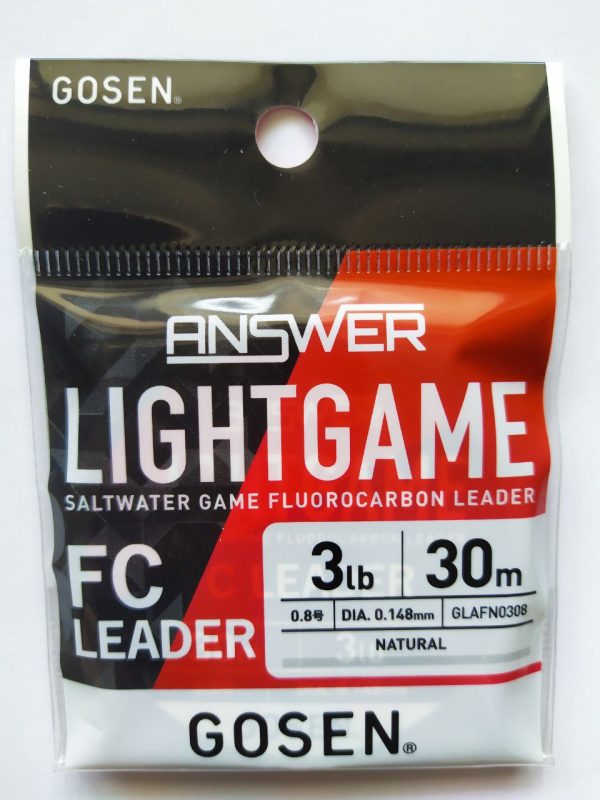 GOSEN®
ANSWER
LIGHTGAME
SALTWATER GAME FLUOROCARBON LEADER
FC
LEADER
3lb 30m
0.8号 DIA. 0.148mm GLAFN0308
NATURAL
GOSEN®